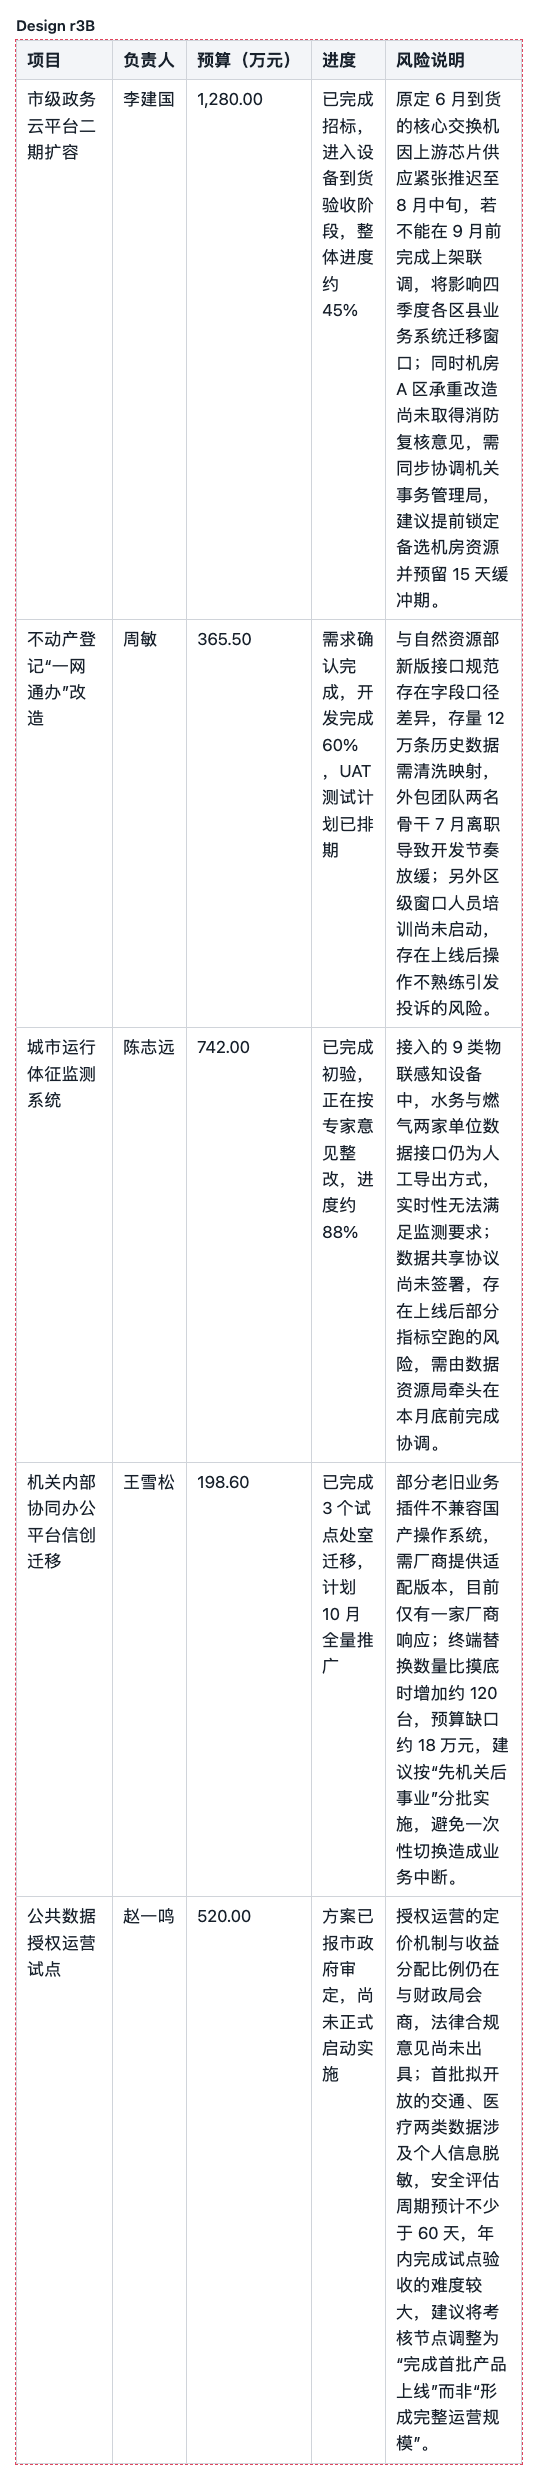 Design r3B
项目
负责人
预算（万元）
进度
风险说明
市级政务
云平台二
期扩容
李建国
1,280.00
已完成
招标，
进入设
备到货
验收阶
段，整
体进度
约
45%
原定 6 月到货
的核心交换机
因上游芯片供
应紧张推迟至
8 月中旬，若
不能在 9 月前
完成上架联
调，将影响四
季度各区县业
务系统迁移窗
口；同时机房
A 区承重改造
尚未取得消防
复核意见，需
同步协调机关
事务管理局，
建议提前锁定
备选机房资源
并预留 15 天缓
冲期。
不动产登
记“一网
通办”改
造
周敏
365.50
需求确
认完
成，开
发完成
60%
，UAT
测试计
划已排
期
与自然资源部
新版接口规范
存在字段口径
差异，存量 12
万条历史数据
需清洗映射，
外包团队两名
骨干 7 月离职
导致开发节奏
放缓；另外区
级窗口人员培
训尚未启动，
存在上线后操
作不熟练引发
投诉的风险。
城市运行
体征监测
系统
陈志远
742.00
已完成
初验，
正在按
专家意
见整
改，进
度约
88%
接入的 9 类物
联感知设备
中，水务与燃
气两家单位数
据接口仍为人
工导出方式，
实时性无法满
足监测要求；
数据共享协议
尚未签署，存
在上线后部分
指标空跑的风
险，需由数据
资源局牵头在
本月底前完成
协调。
机关内部
协同办公
平台信创
迁移
王雪松
198.60
已完成
3 个试
点处室
迁移，
计划
10 月
全量推
广
部分老旧业务
插件不兼容国
产操作系统，
需厂商提供适
配版本，目前
仅有一家厂商
响应；终端替
换数量比摸底
时增加约 120
台，预算缺口
约 18 万元，建
议按“先机关后
事业”分批实
施，避免一次
性切换造成业
务中断。
公共数据
授权运营
试点
赵一鸣
520.00
方案已
报市政
府审
定，尚
未正式
启动实
施
授权运营的定
价机制与收益
分配比例仍在
与财政局会
商，法律合规
意见尚未出
具；首批拟开
放的交通、医
疗两类数据涉
及个人信息脱
敏，安全评估
周期预计不少
于 60 天，年
内完成试点验
收的难度较
大，建议将考
核节点调整为
“完成首批产品
上线”而非“形
成完整运营规
模”。